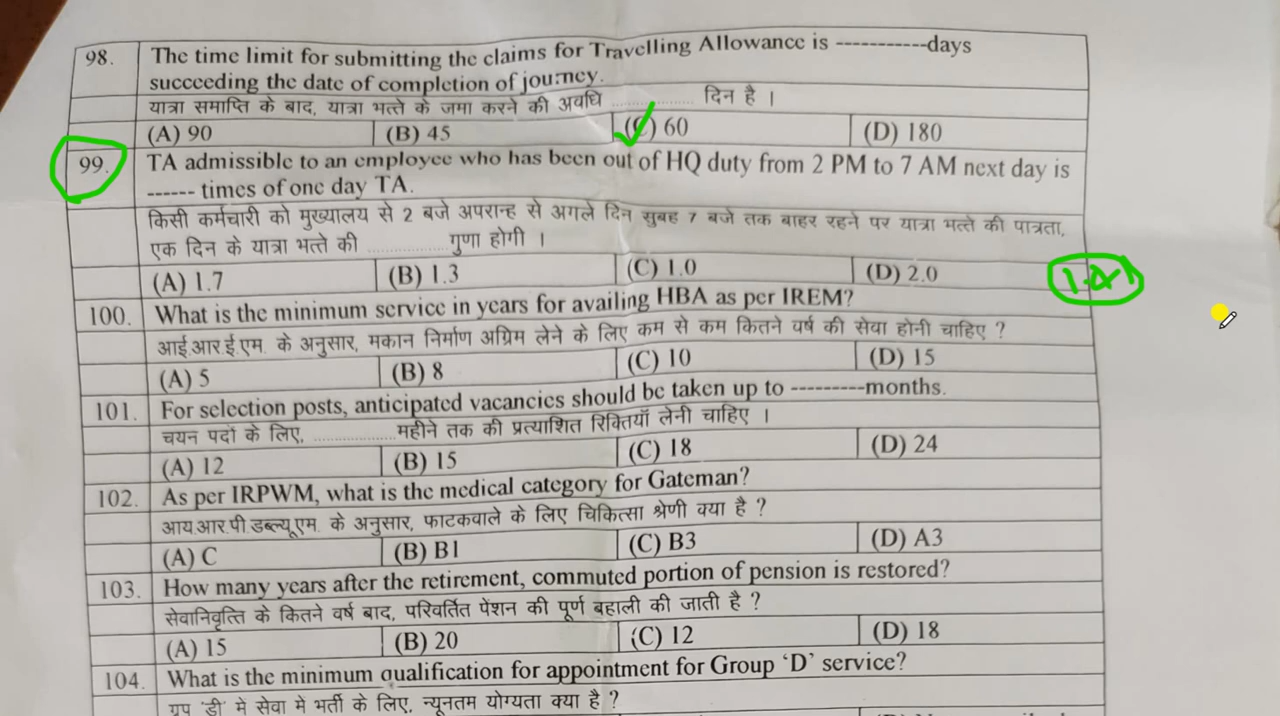 98. The time limit for submitting the claims for Travelling Allowance is -----------days
succeeding the date of completion of journey.
यात्रा समाप्ति के बाद, यात्रा भत्ते के जमा करने की अवधि ..................... दिन है ।
(A) 90 (B) 45 (C) 60 (D) 180
99. TA admissible to an employee who has been out of HQ duty from 2 PM to 7 AM next day is
------ times of one day TA.
किसी कर्मचारी को मुख्यालय से 2 बजे अपरान्ह से अगले दिन सुबह 7 बजे तक बाहर रहने पर यात्रा भत्ते की पात्रता,
एक दिन के यात्रा भत्ते की ....................गुणा होगी ।
(A) 1.7 (B) 1.3 (C) 1.0 (D) 2.0
100. What is the minimum service in years for availing HBA as per IREM?
आई.आर.ई.एम. के अनुसार, मकान निर्माण अग्रिम लेने के लिए कम से कम कितने वर्ष की सेवा होनी चाहिए ?
(A) 5 (B) 8 (C) 10 (D) 15
101. For selection posts, anticipated vacancies should be taken up to ---------months.
चयन पदों के लिए, .....................महीने तक की प्रत्याशित रिक्तियॉ लेनी चाहिए ।
(A) 12 (B) 15 (C) 18 (D) 24
102. As per IRPWM, what is the medical category for Gateman?
आय.आर.पी.डब्ल्यू.एम. के अनुसार, फाटकवाले के लिए चिकित्सा श्रेणी क्या है ?
(A) C (B) B1 (C) B3 (D) A3
103. How many years after the retirement, commuted portion of pension is restored?
सेवानिवृत्ति के कितने वर्ष बाद, परिवर्तित पेंशन की पूर्ण बहाली की जाती है ?
(A) 15 (B) 20 (C) 12 (D) 18
104. What is the minimum qualification for appointment for Group ‘D’ service?
ग्रुप 'डी' मे सेवा मे भर्ती के लिए, न्यूनतम योग्यता क्या है ?